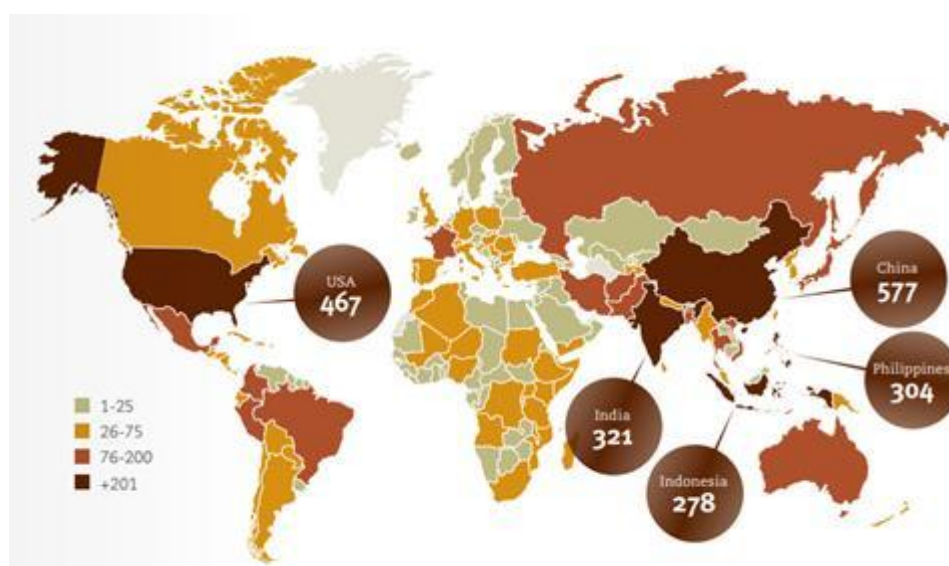 USA
467
China
577
Philippines
304
India
321
Indonesia
278
1-25
26-75
76-200
+201